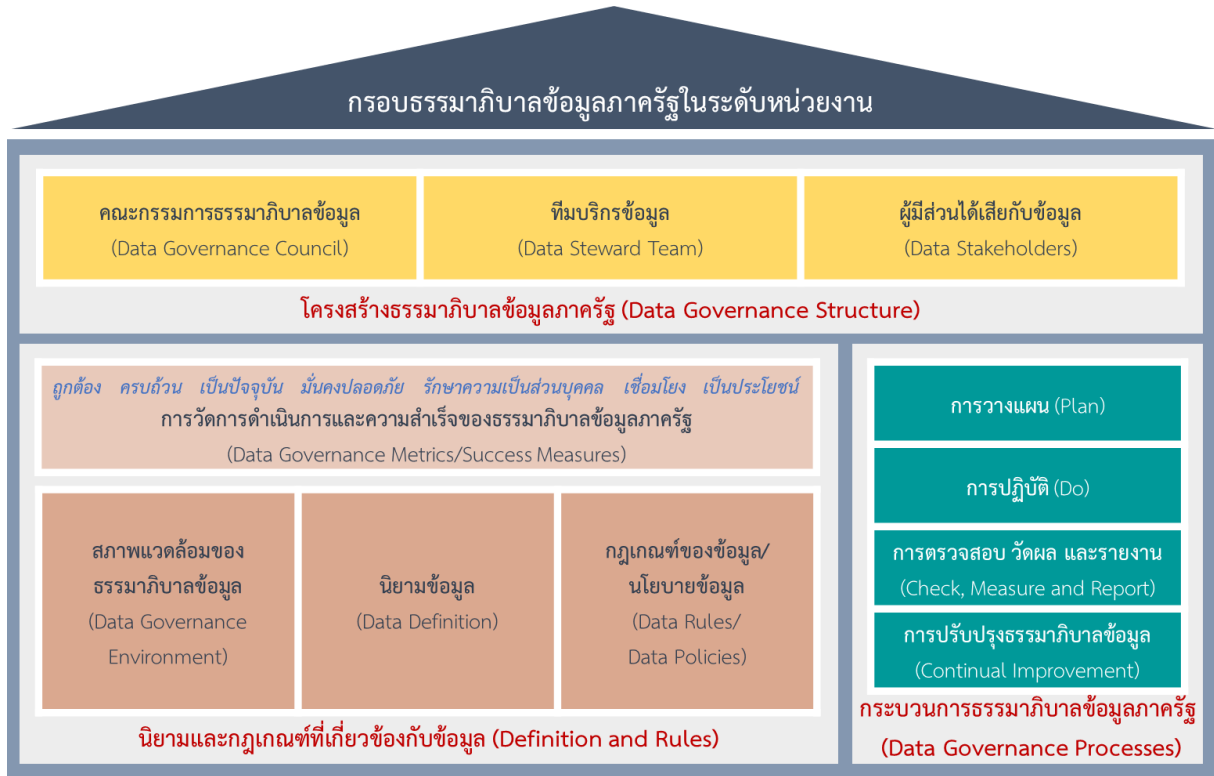 กรอบธรรมาภิบาลข้อมูลภาครัฐในระดับหน่วยงาน
คณะกรรมการธรรมาภิบาลข้อมูล
(Data Governance Council)
ทีมบริกรข้อมูล
(Data Steward Team)
ผู้มีส่วนได้เสียกับข้อมูล
(Data Stakeholders)
โครงสร้างธรรมาภิบาลข้อมูลภาครัฐ (Data Governance Structure)
ถูกต้อง ครบถ้วน เป็นปัจจุบัน มั่นคงปลอดภัย รักษาความเป็นส่วนบุคคล เชื่อมโยง เป็นประโยชน์
การวัดการดำเนินการและความสำเร็จของธรรมาภิบาลข้อมูลภาครัฐ
(Data Governance Metrics/Success Measures)
สภาพแวดล้อมของ
ธรรมาภิบาลข้อมูล
(Data Governance
Environment)
นิยามข้อมูล
(Data Definition)
กฎเกณฑ์ของข้อมูล/
นโยบายข้อมูล
(Data Rules/
Data Policies)
นิยามและกฎเกณฑ์ที่เกี่ยวข้องกับข้อมูล (Definition and Rules)
การวางแผน (Plan)
การปฏิบัติ (Do)
การตรวจสอบ วัดผล และรายงาน
(Check, Measure and Report)
การปรับปรุงธรรมาภิบาลข้อมูล
(Continual Improvement)
กระบวนการธรรมาภิบาลข้อมูลภาครัฐ
(Data Governance Processes)